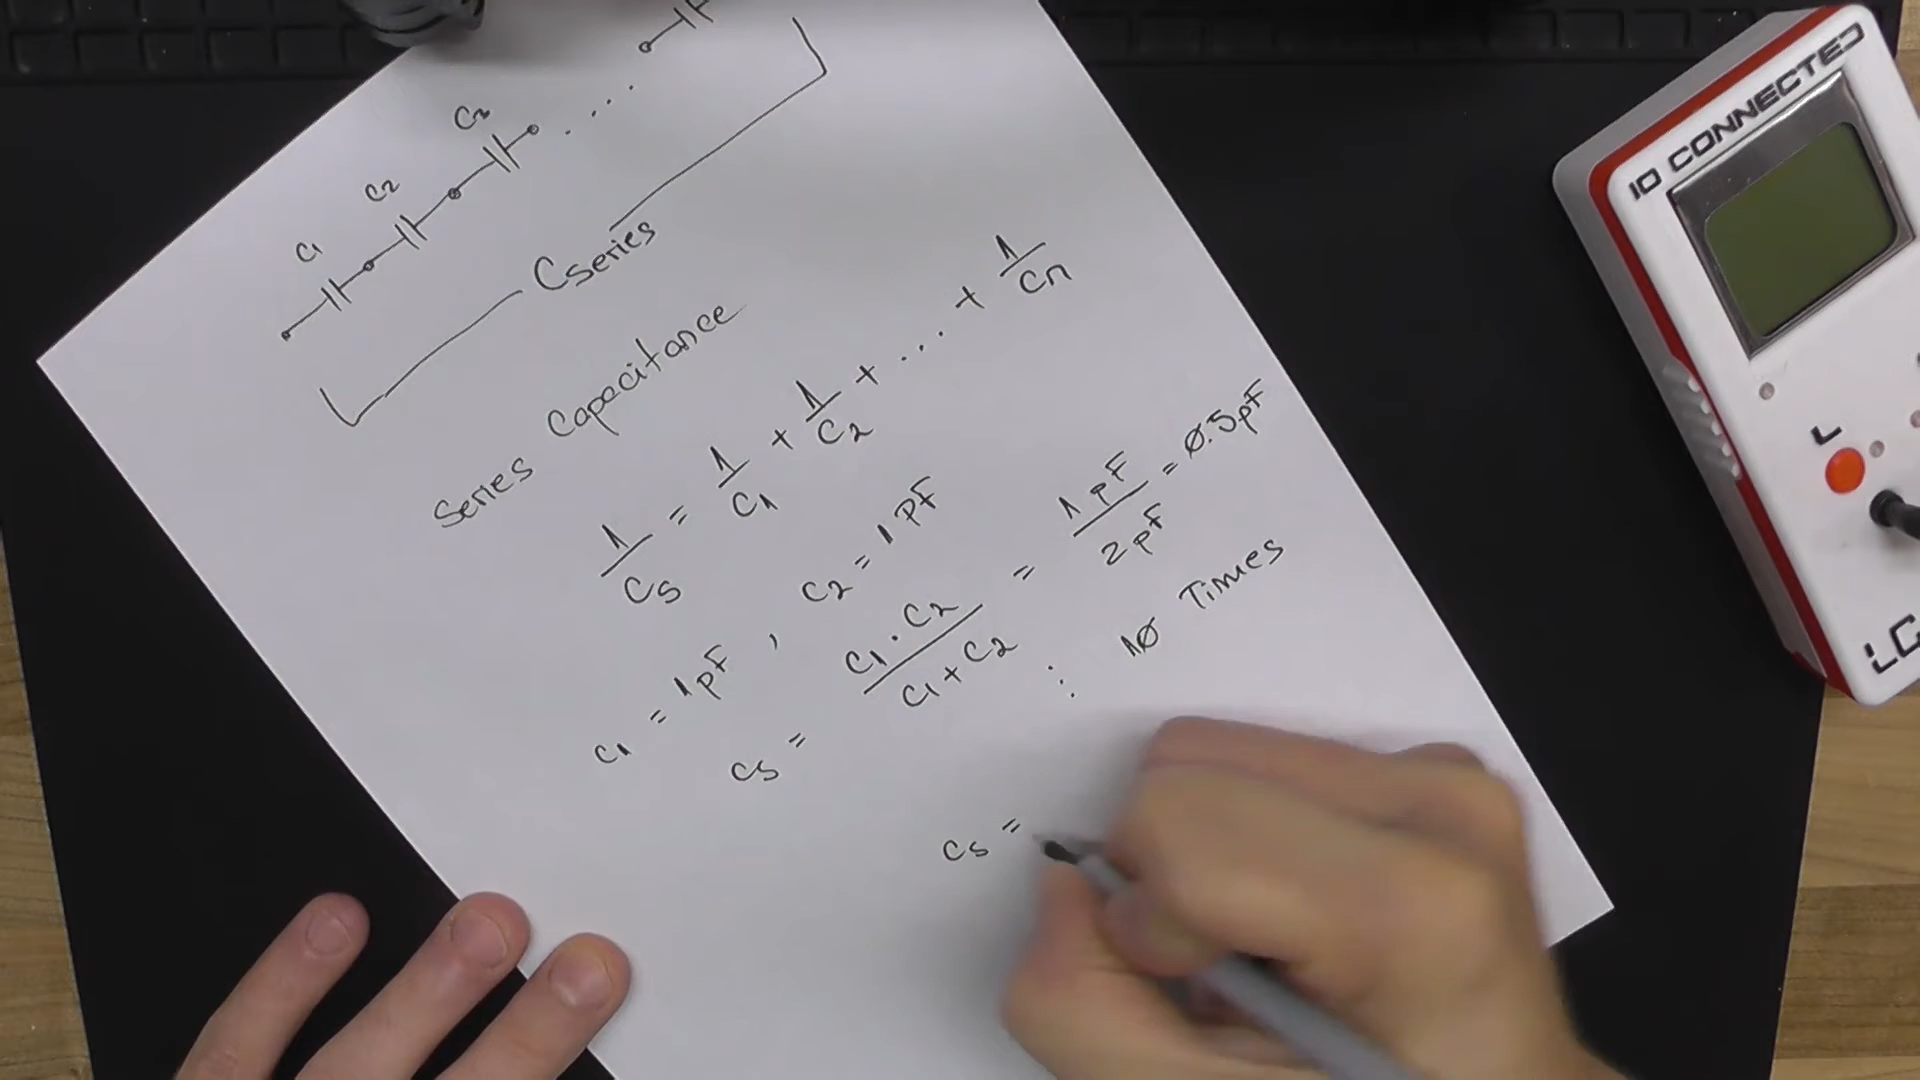 C1 C2 C3
Cseries
Series Capacitance
1/Cs = 1/C1 + 1/C2 + ... + 1/Cn
C1 = 1pF , C2 = 1pF
Cs = C1 · C2 / C1 + C2 = 1pF / 2pF = 0.5pF
⋮ 10 Times
Cs =
IO CONNECTED
L
LC